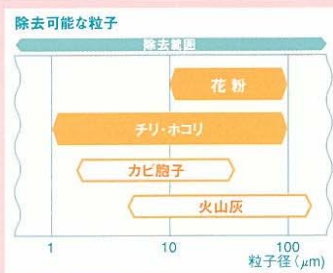 除去可能な粒子
除去範囲
花粉
チリ・ホコリ
カビ胞子
火山灰
1 10 100
粒子径(μm)